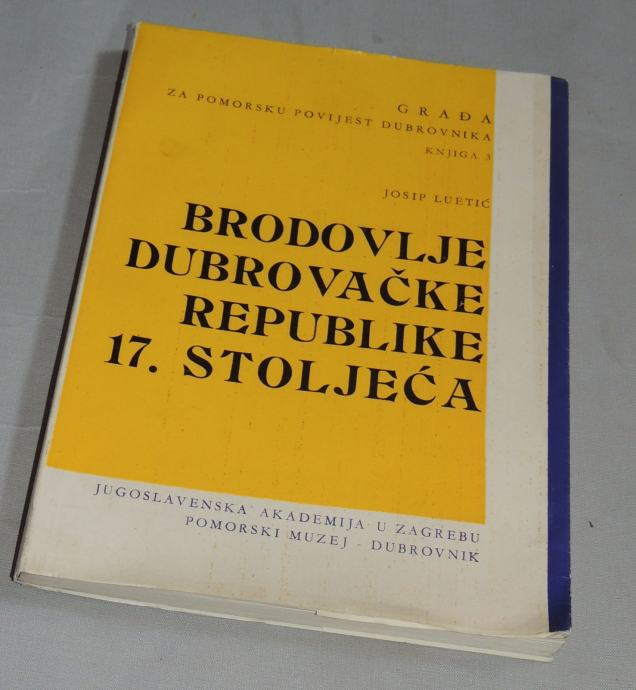 GRAĐA
ZA POMORSKU POVIJEST DUBROVNIKA
KNJIGA 3
JOSIP LUETIĆ
BRODOVLJE
DUBROVAČKE
REPUBLIKE
17. STOLJEĆA
JUGOSLAVENSKA AKADEMIJA U ZAGREBU
POMORSKI MUZEJ - DUBROVNIK